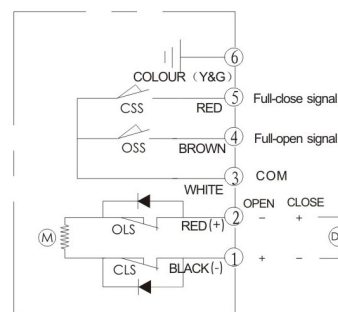 6
COLOUR (Y&G)
5 Full-close signal
CSS RED
4 Full-open signal
OSS BROWN
3 COM
WHITE
OPEN CLOSE
2 − +
OLS RED(+)
M
D
1 + −
CLS BLACK(-)